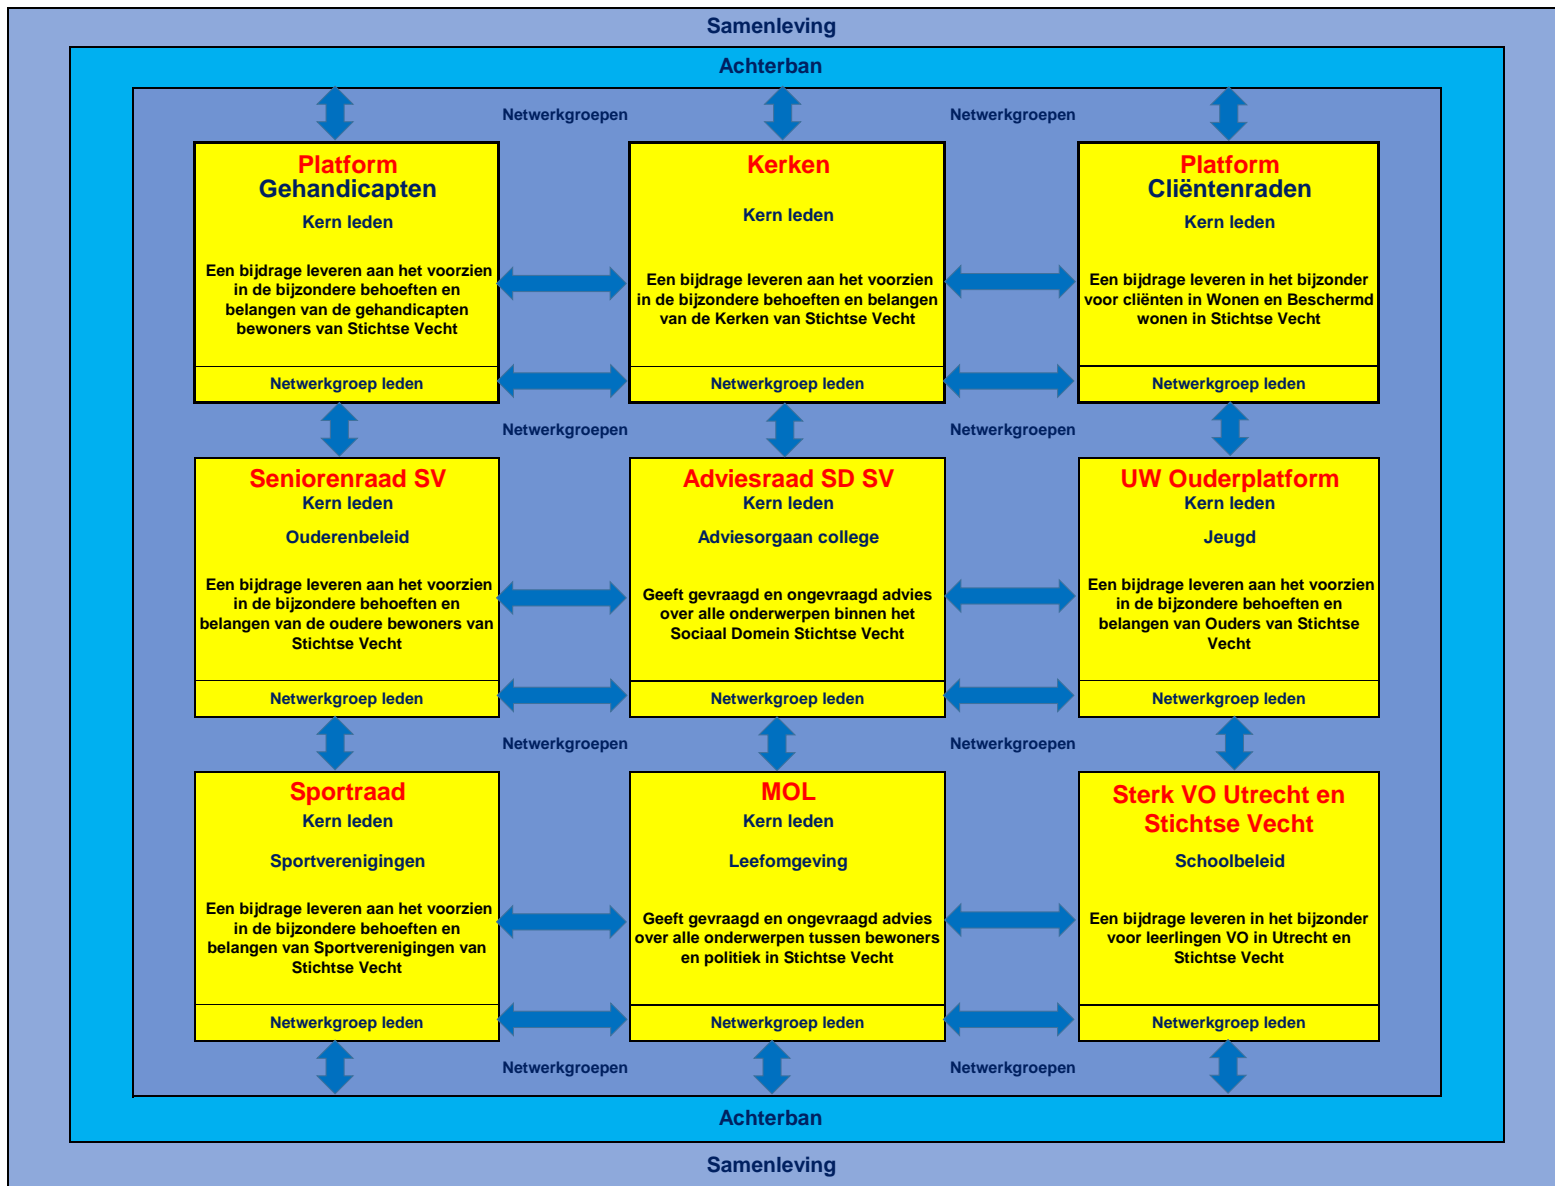 Samenleving
Achterban
Netwerkgroepen
Netwerkgroepen
Platform
Gehandicapten
Kern leden
Een bijdrage leveren aan het voorzien
in de bijzondere behoeften en
belangen van de gehandicapten
bewoners van Stichtse Vecht
Netwerkgroep leden
Kerken
Kern leden
Een bijdrage leveren aan het voorzien
in de bijzondere behoeften en belangen
van de Kerken van Stichtse Vecht
Netwerkgroep leden
Platform
Cliëntenraden
Kern leden
Een bijdrage leveren in het bijzonder
voor cliënten in Wonen en Beschermd
wonen in Stichtse Vecht
Netwerkgroep leden
Netwerkgroepen
Netwerkgroepen
Seniorenraad SV
Kern leden
Ouderenbeleid
Een bijdrage leveren aan het voorzien
in de bijzondere behoeften en
belangen van de oudere bewoners van
Stichtse Vecht
Netwerkgroep leden
Adviesraad SD SV
Kern leden
Adviesorgaan college
Geeft gevraagd en ongevraagd advies
over alle onderwerpen binnen het
Sociaal Domein Stichtse Vecht
Netwerkgroep leden
UW Ouderplatform
Kern leden
Jeugd
Een bijdrage leveren aan het voorzien
in de bijzondere behoeften en
belangen van Ouders van Stichtse
Vecht
Netwerkgroep leden
Netwerkgroepen
Netwerkgroepen
Sportraad
Kern leden
Sportverenigingen
Een bijdrage leveren aan het voorzien
in de bijzondere behoeften en
belangen van Sportverenigingen van
Stichtse Vecht
Netwerkgroep leden
MOL
Kern leden
Leefomgeving
Geeft gevraagd en ongevraagd advies
over alle onderwerpen tussen bewoners
en politiek in Stichtse Vecht
Netwerkgroep leden
Sterk VO Utrecht en
Stichtse Vecht
Schoolbeleid
Een bijdrage leveren in het bijzonder
voor leerlingen VO in Utrecht en
Stichtse Vecht
Netwerkgroep leden
Netwerkgroepen
Netwerkgroepen
Achterban
Samenleving